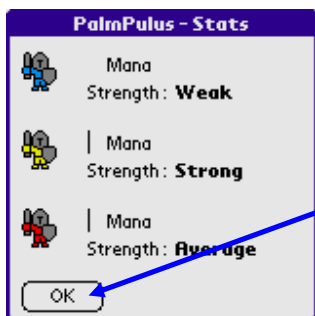 PalmPulus - Stats
Mana
Strength: Weak
Mana
Strength: Strong
Mana
Strength: Average
OK